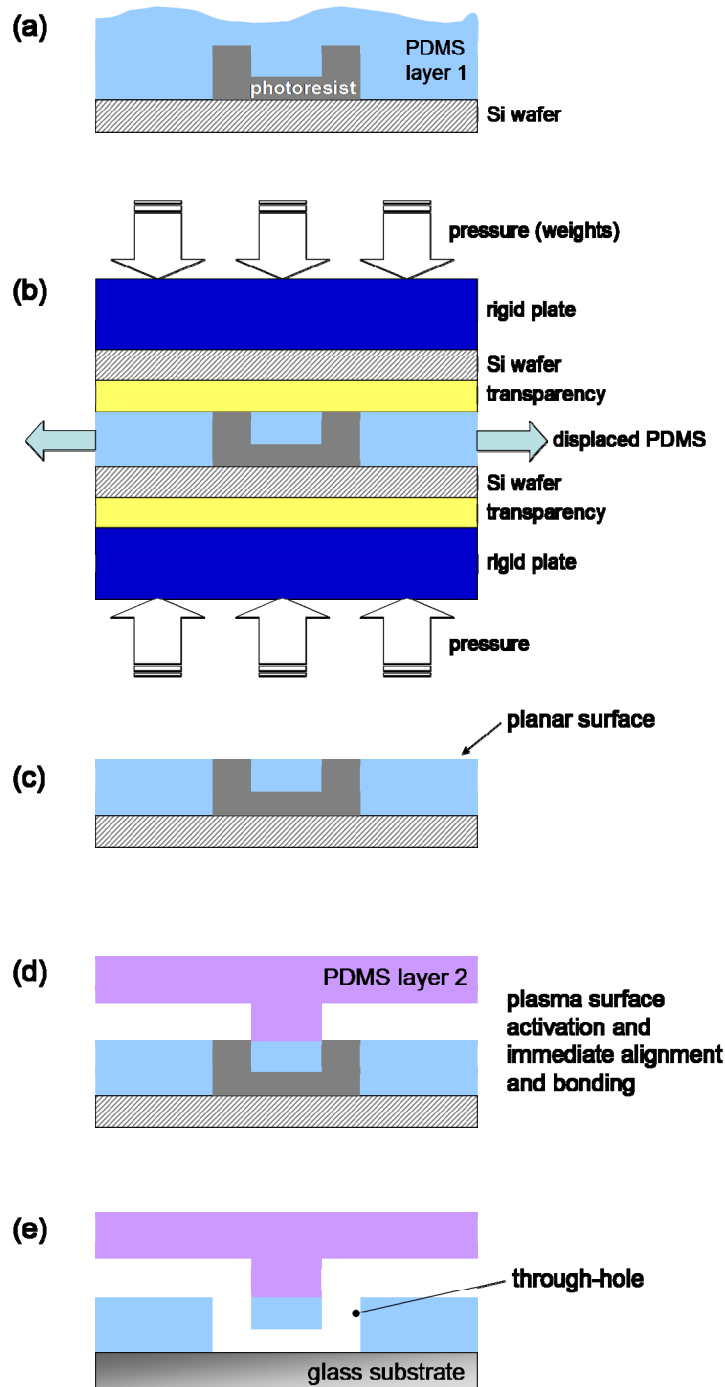 (a)
PDMS
layer 1
photoresist
Si wafer
pressure (weights)
(b)
rigid plate
Si wafer
transparency
displaced PDMS
Si wafer
transparency
rigid plate
pressure
planar surface
(c)
(d)
PDMS layer 2
plasma surface
activation and
immediate alignment
and bonding
(e)
through-hole
glass substrate